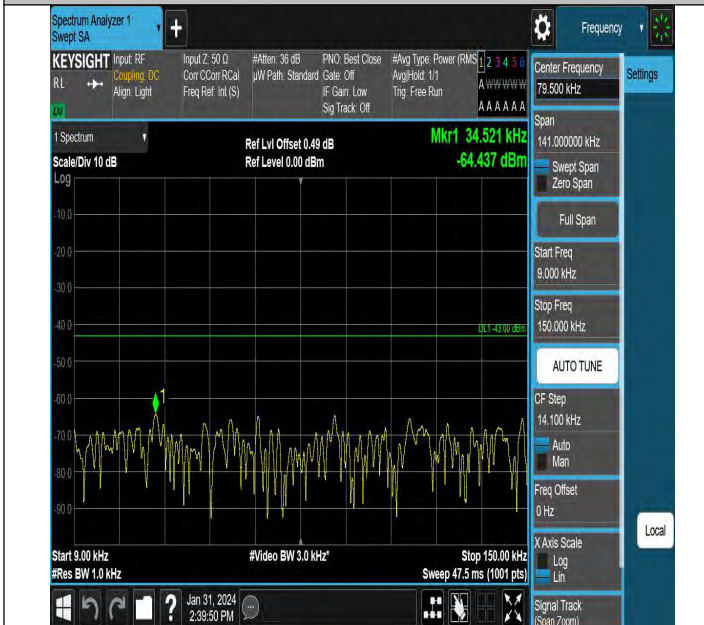 Spectrum Analyzer 1
Swept SA
+
Frequency
KEYSIGHT
RL
Input: RF
Coupling: DC
Align: Light
Input Z: 50 Ω
Corr CCorr RCal
Freq Ref: Int (S)
#Atten: 36 dB
µW Path: Standard
PNO: Best Close
Gate: Off
IF Gain: Low
Sig Track: Off
#Avg Type: Power (RMS
Avg|Hold: 1/1
Trig: Free Run
1 2 3 4 5 6
A W W W W W
A A A A A A
1 Spectrum
Scale/Div 10 dB
Ref Lvl Offset 0.49 dB
Ref Level 0.00 dBm
Mkr1 34.521 kHz
-64.437 dBm
Log
-10.0
-20.0
-30.0
-40.0
-50.0
-60.0
-70.0
-80.0
-90.0
DL1 -43.00 dBm
1
Start 9.00 kHz
#Video BW 3.0 kHz*
Stop 150.00 kHz
#Res BW 1.0 kHz
Sweep 47.5 ms (1001 pts)
Jan 31, 2024
2:39:50 PM
?
Center Frequency
79.500 kHz
Settings
Span
141.000000 kHz
Swept Span
Zero Span
Full Span
Start Freq
9.000 kHz
Stop Freq
150.000 kHz
AUTO TUNE
CF Step
14.100 kHz
Auto
Man
Freq Offset
0 Hz
X Axis Scale
Log
Lin
Local
Signal Track
(Span Zoom)